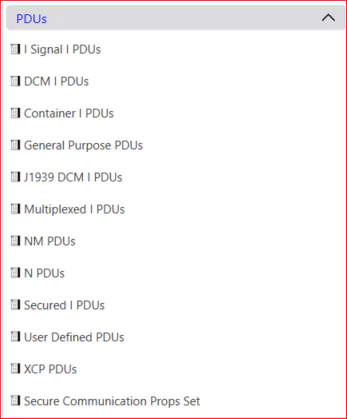 PDUs
I Signal I PDUs
DCM I PDUs
Container I PDUs
General Purpose PDUs
J1939 DCM I PDUs
Multiplexed I PDUs
NM PDUs
N PDUs
Secured I PDUs
User Defined PDUs
XCP PDUs
Secure Communication Props Set